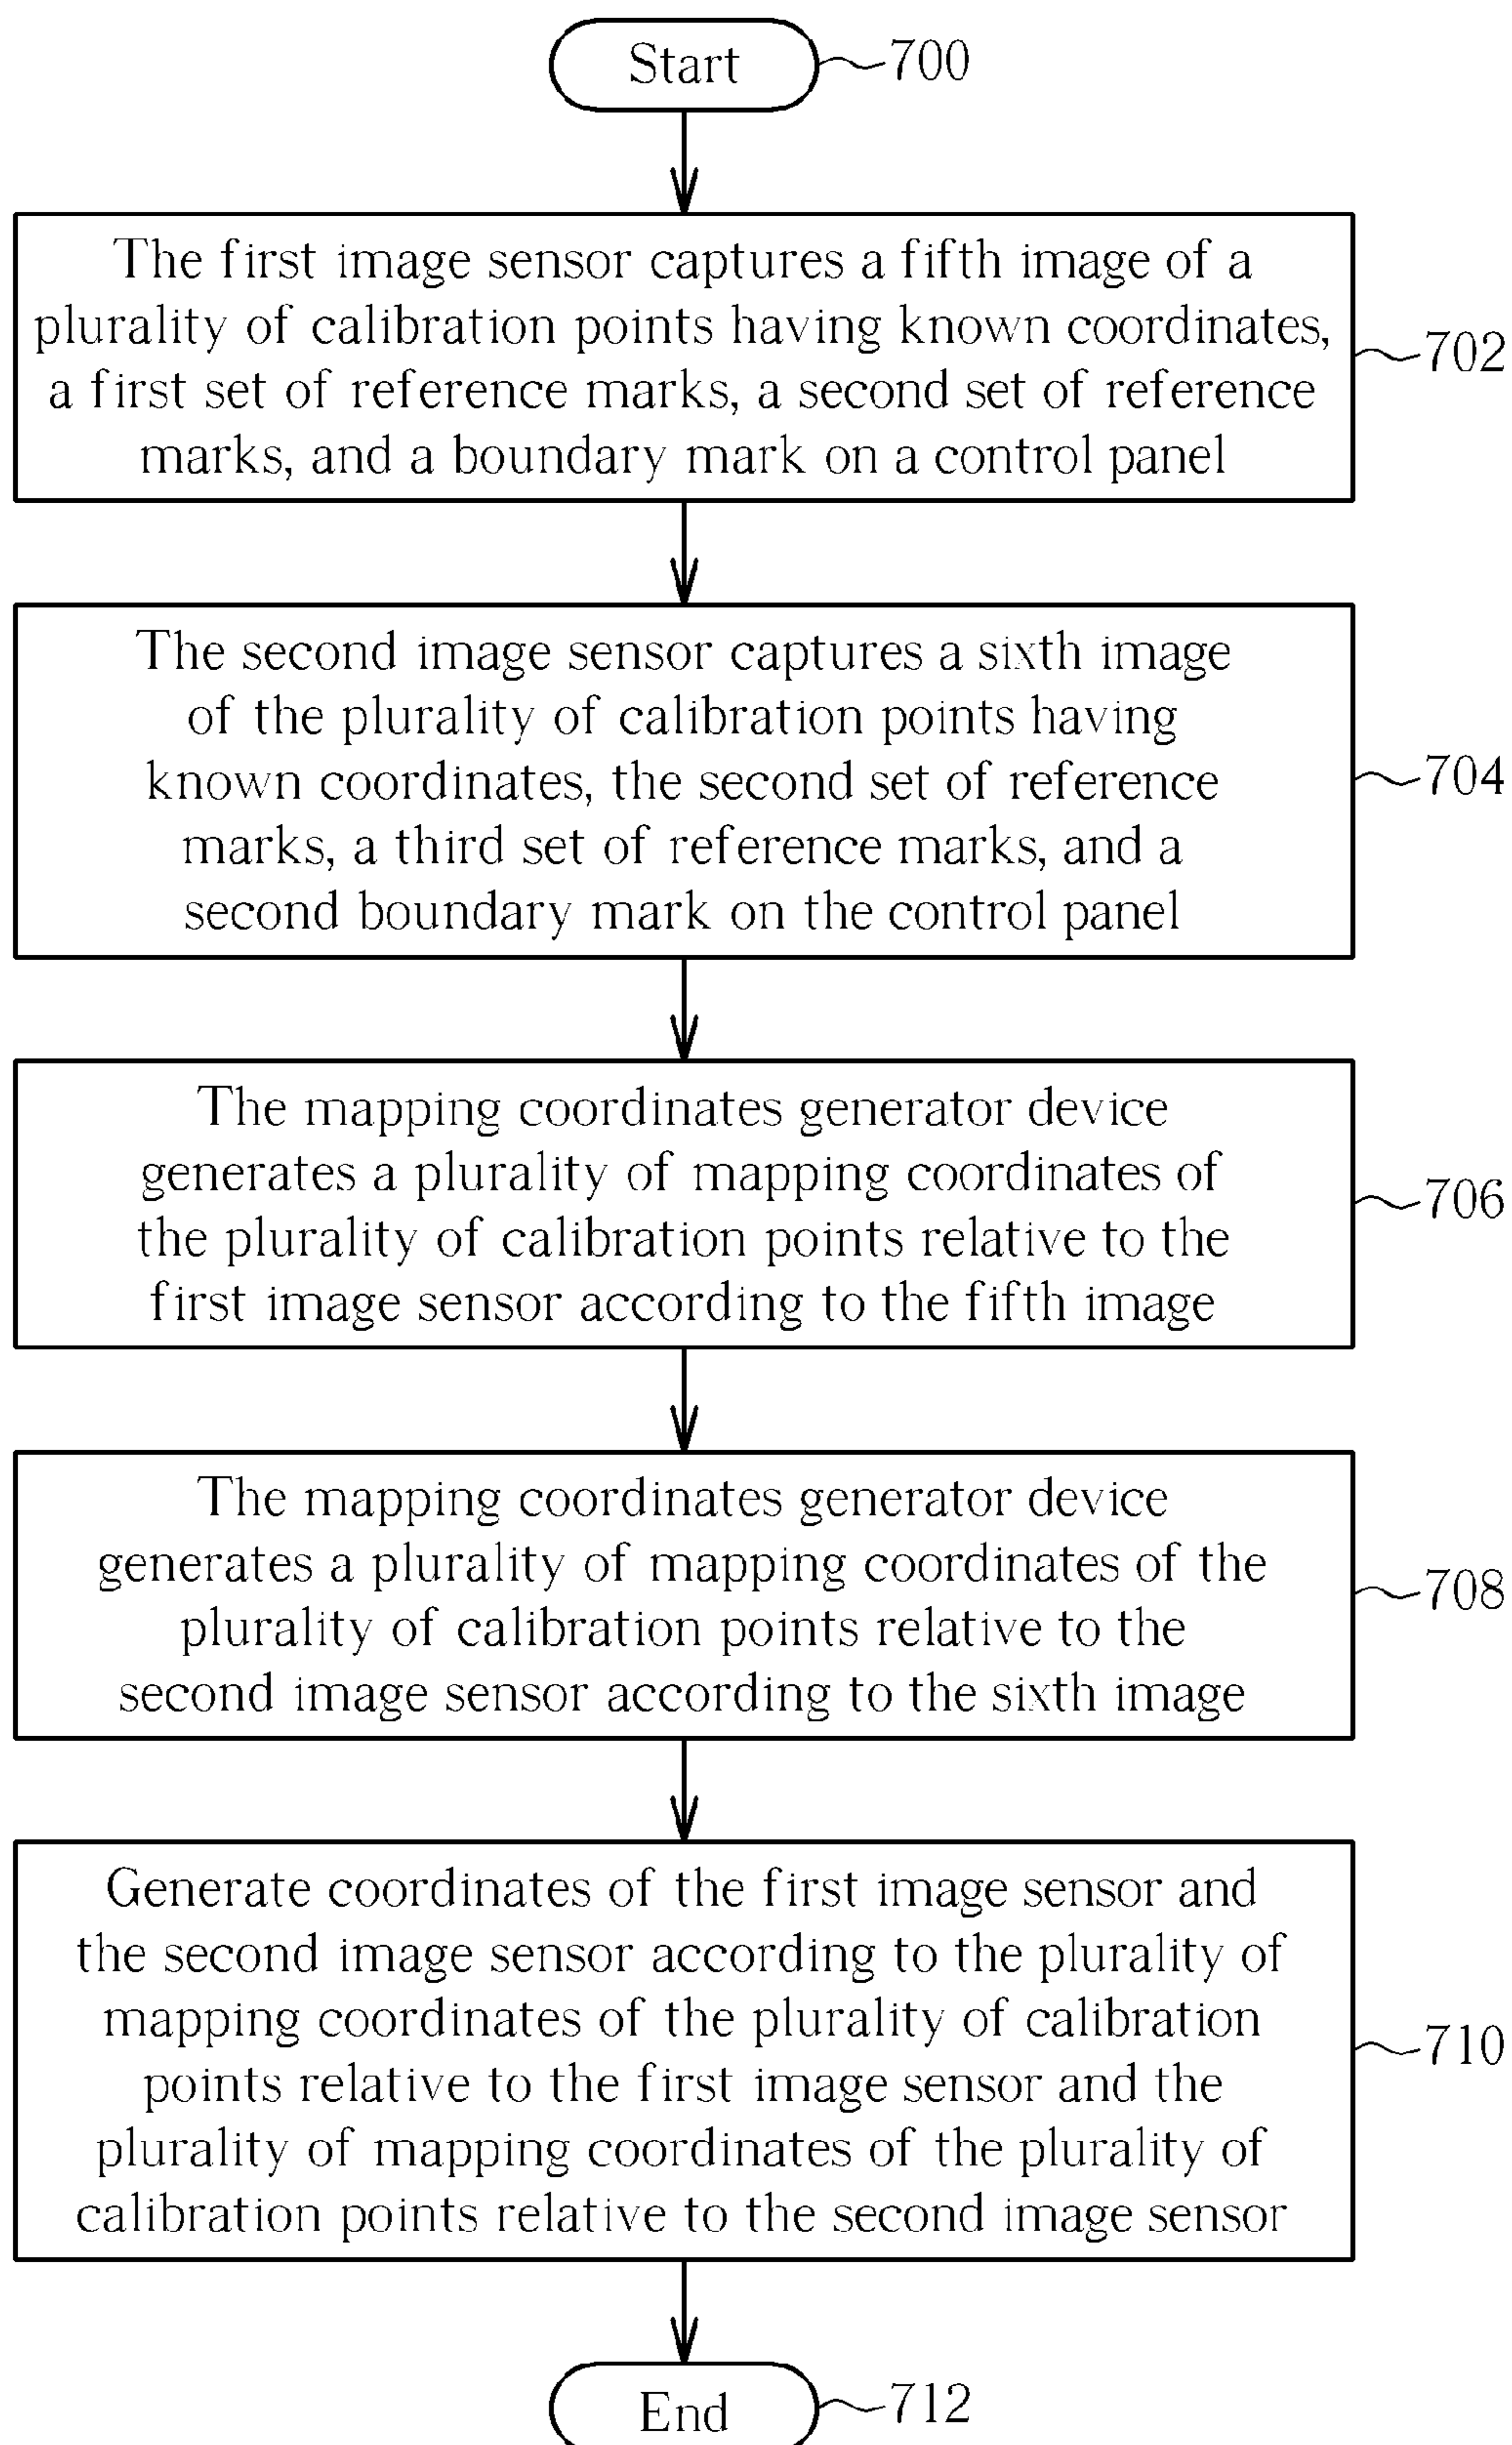 Start
700
The first image sensor captures a fifth image of a
plurality of calibration points having known coordinates,
a first set of reference marks, a second set of reference
marks, and a boundary mark on a control panel
702
The second image sensor captures a sixth image
of the plurality of calibration points having
known coordinates, the second set of reference
marks, a third set of reference marks, and a
second boundary mark on the control panel
704
The mapping coordinates generator device
generates a plurality of mapping coordinates of
the plurality of calibration points relative to the
first image sensor according to the fifth image
706
The mapping coordinates generator device
generates a plurality of mapping coordinates of the
plurality of calibration points relative to the
second image sensor according to the sixth image
708
Generate coordinates of the first image sensor and
the second image sensor according to the plurality of
mapping coordinates of the plurality of calibration
points relative to the first image sensor and the
plurality of mapping coordinates of the plurality of
calibration points relative to the second image sensor
710
End
712